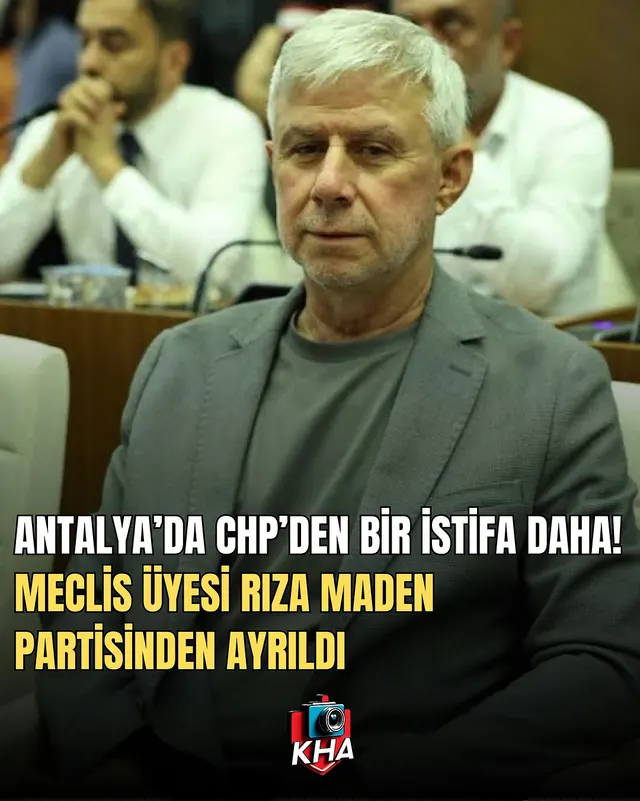 ANTALYA'DA CHP'DEN BİR İSTİFA DAHA!
MECLİS ÜYESİ RIZA MADEN
PARTİSİNDEN AYRILDI
KHA